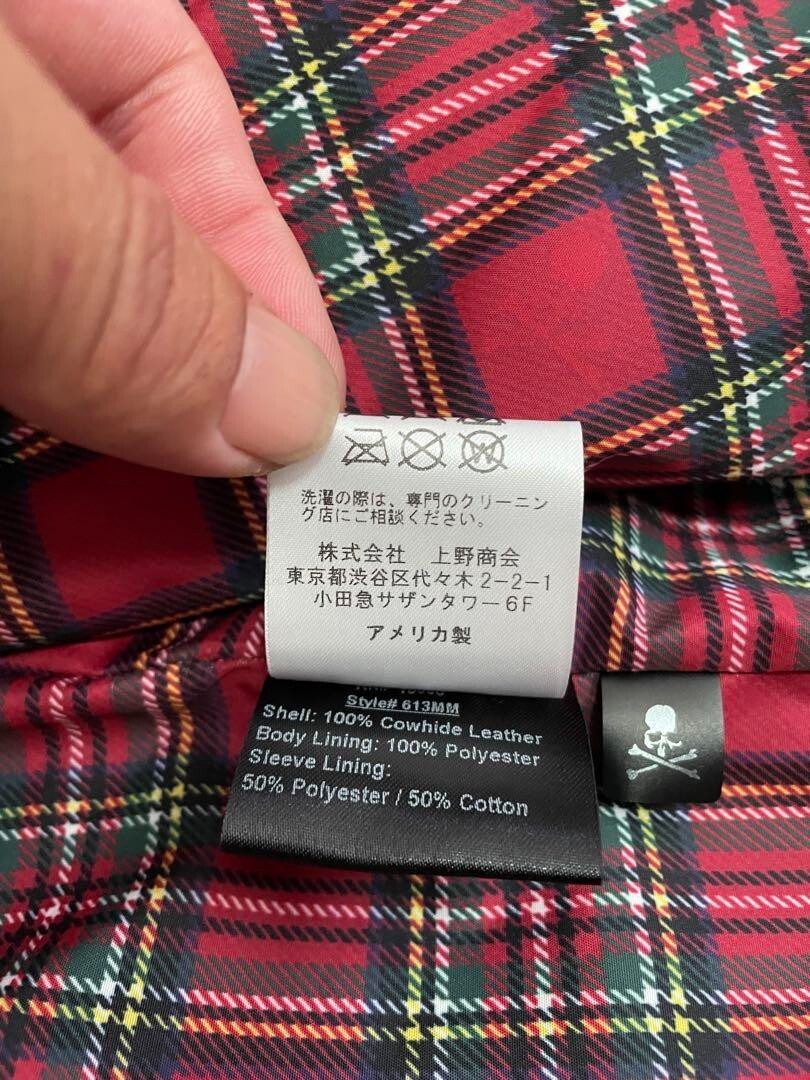 洗濯の際は、専門のクリーニン
グ店にご相談ください。
株式会社　上野商会
東京都渋谷区代々木2-2-1
小田急サザンタワー6F
アメリカ製
Style# 613MM
Shell: 100% Cowhide Leather
Body Lining: 100% Polyester
Sleeve Lining:
50% Polyester / 50% Cotton